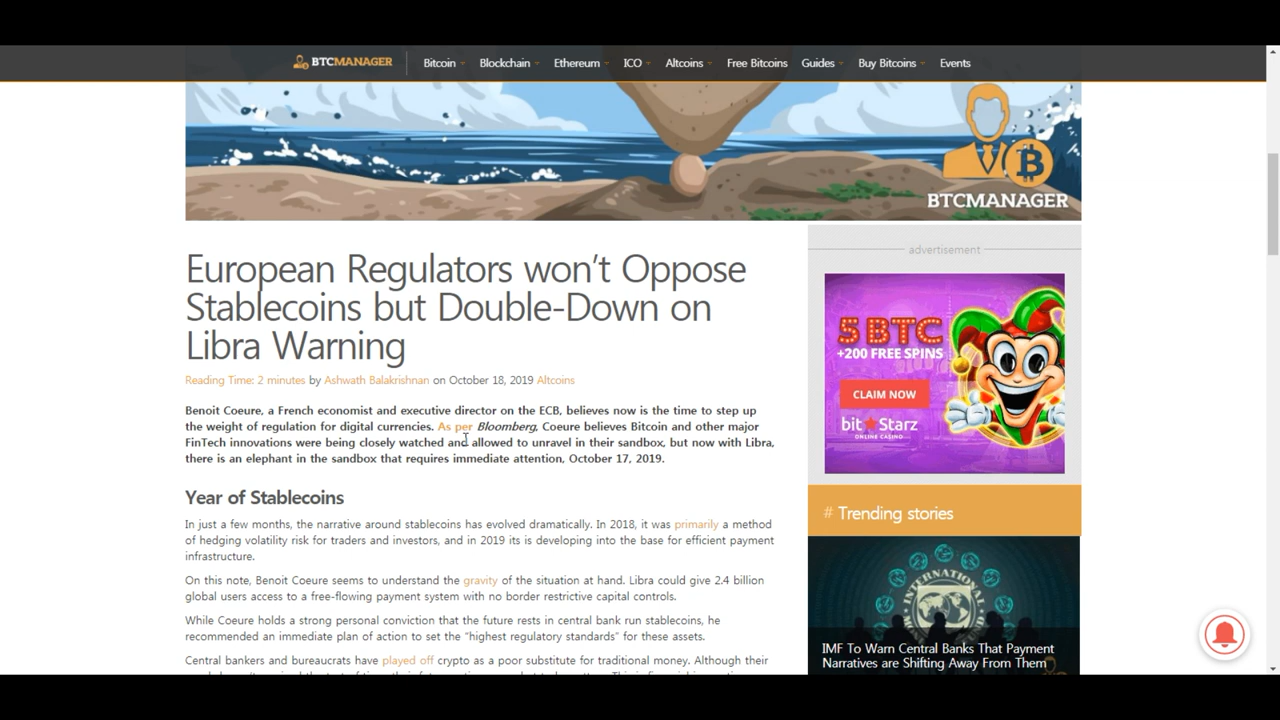 BTCMANAGER
Bitcoin Blockchain Ethereum ICO Altcoins Free Bitcoins Guides Buy Bitcoins Events
BTCMANAGER
European Regulators won't Oppose
Stablecoins but Double-Down on
Libra Warning
Reading Time: 2 minutes by Ashwath Balakrishnan on October 18, 2019 Altcoins
Benoit Coeure, a French economist and executive director on the ECB, believes now is the time to step up
the weight of regulation for digital currencies. As per Bloomberg, Coeure believes Bitcoin and other major
FinTech innovations were being closely watched and allowed to unravel in their sandbox, but now with Libra,
there is an elephant in the sandbox that requires immediate attention, October 17, 2019.
Year of Stablecoins
In just a few months, the narrative around stablecoins has evolved dramatically. In 2018, it was primarily a method
of hedging volatility risk for traders and investors, and in 2019 its is developing into the base for efficient payment
infrastructure.
On this note, Benoit Coeure seems to understand the gravity of the situation at hand. Libra could give 2.4 billion
global users access to a free-flowing payment system with no border restrictive capital controls.
While Coeure holds a strong personal conviction that the future rests in central bank run stablecoins, he
recommended an immediate plan of action to set the "highest regulatory standards" for these assets.
Central bankers and bureaucrats have played off crypto as a poor substitute for traditional money. Although their
advertisement
5 BTC
+200 FREE SPINS
CLAIM NOW
bitStarz
ONLINE CASINO
# Trending stories
INTERNATIONAL
IMF To Warn Central Banks That Payment
Narratives are Shifting Away From Them